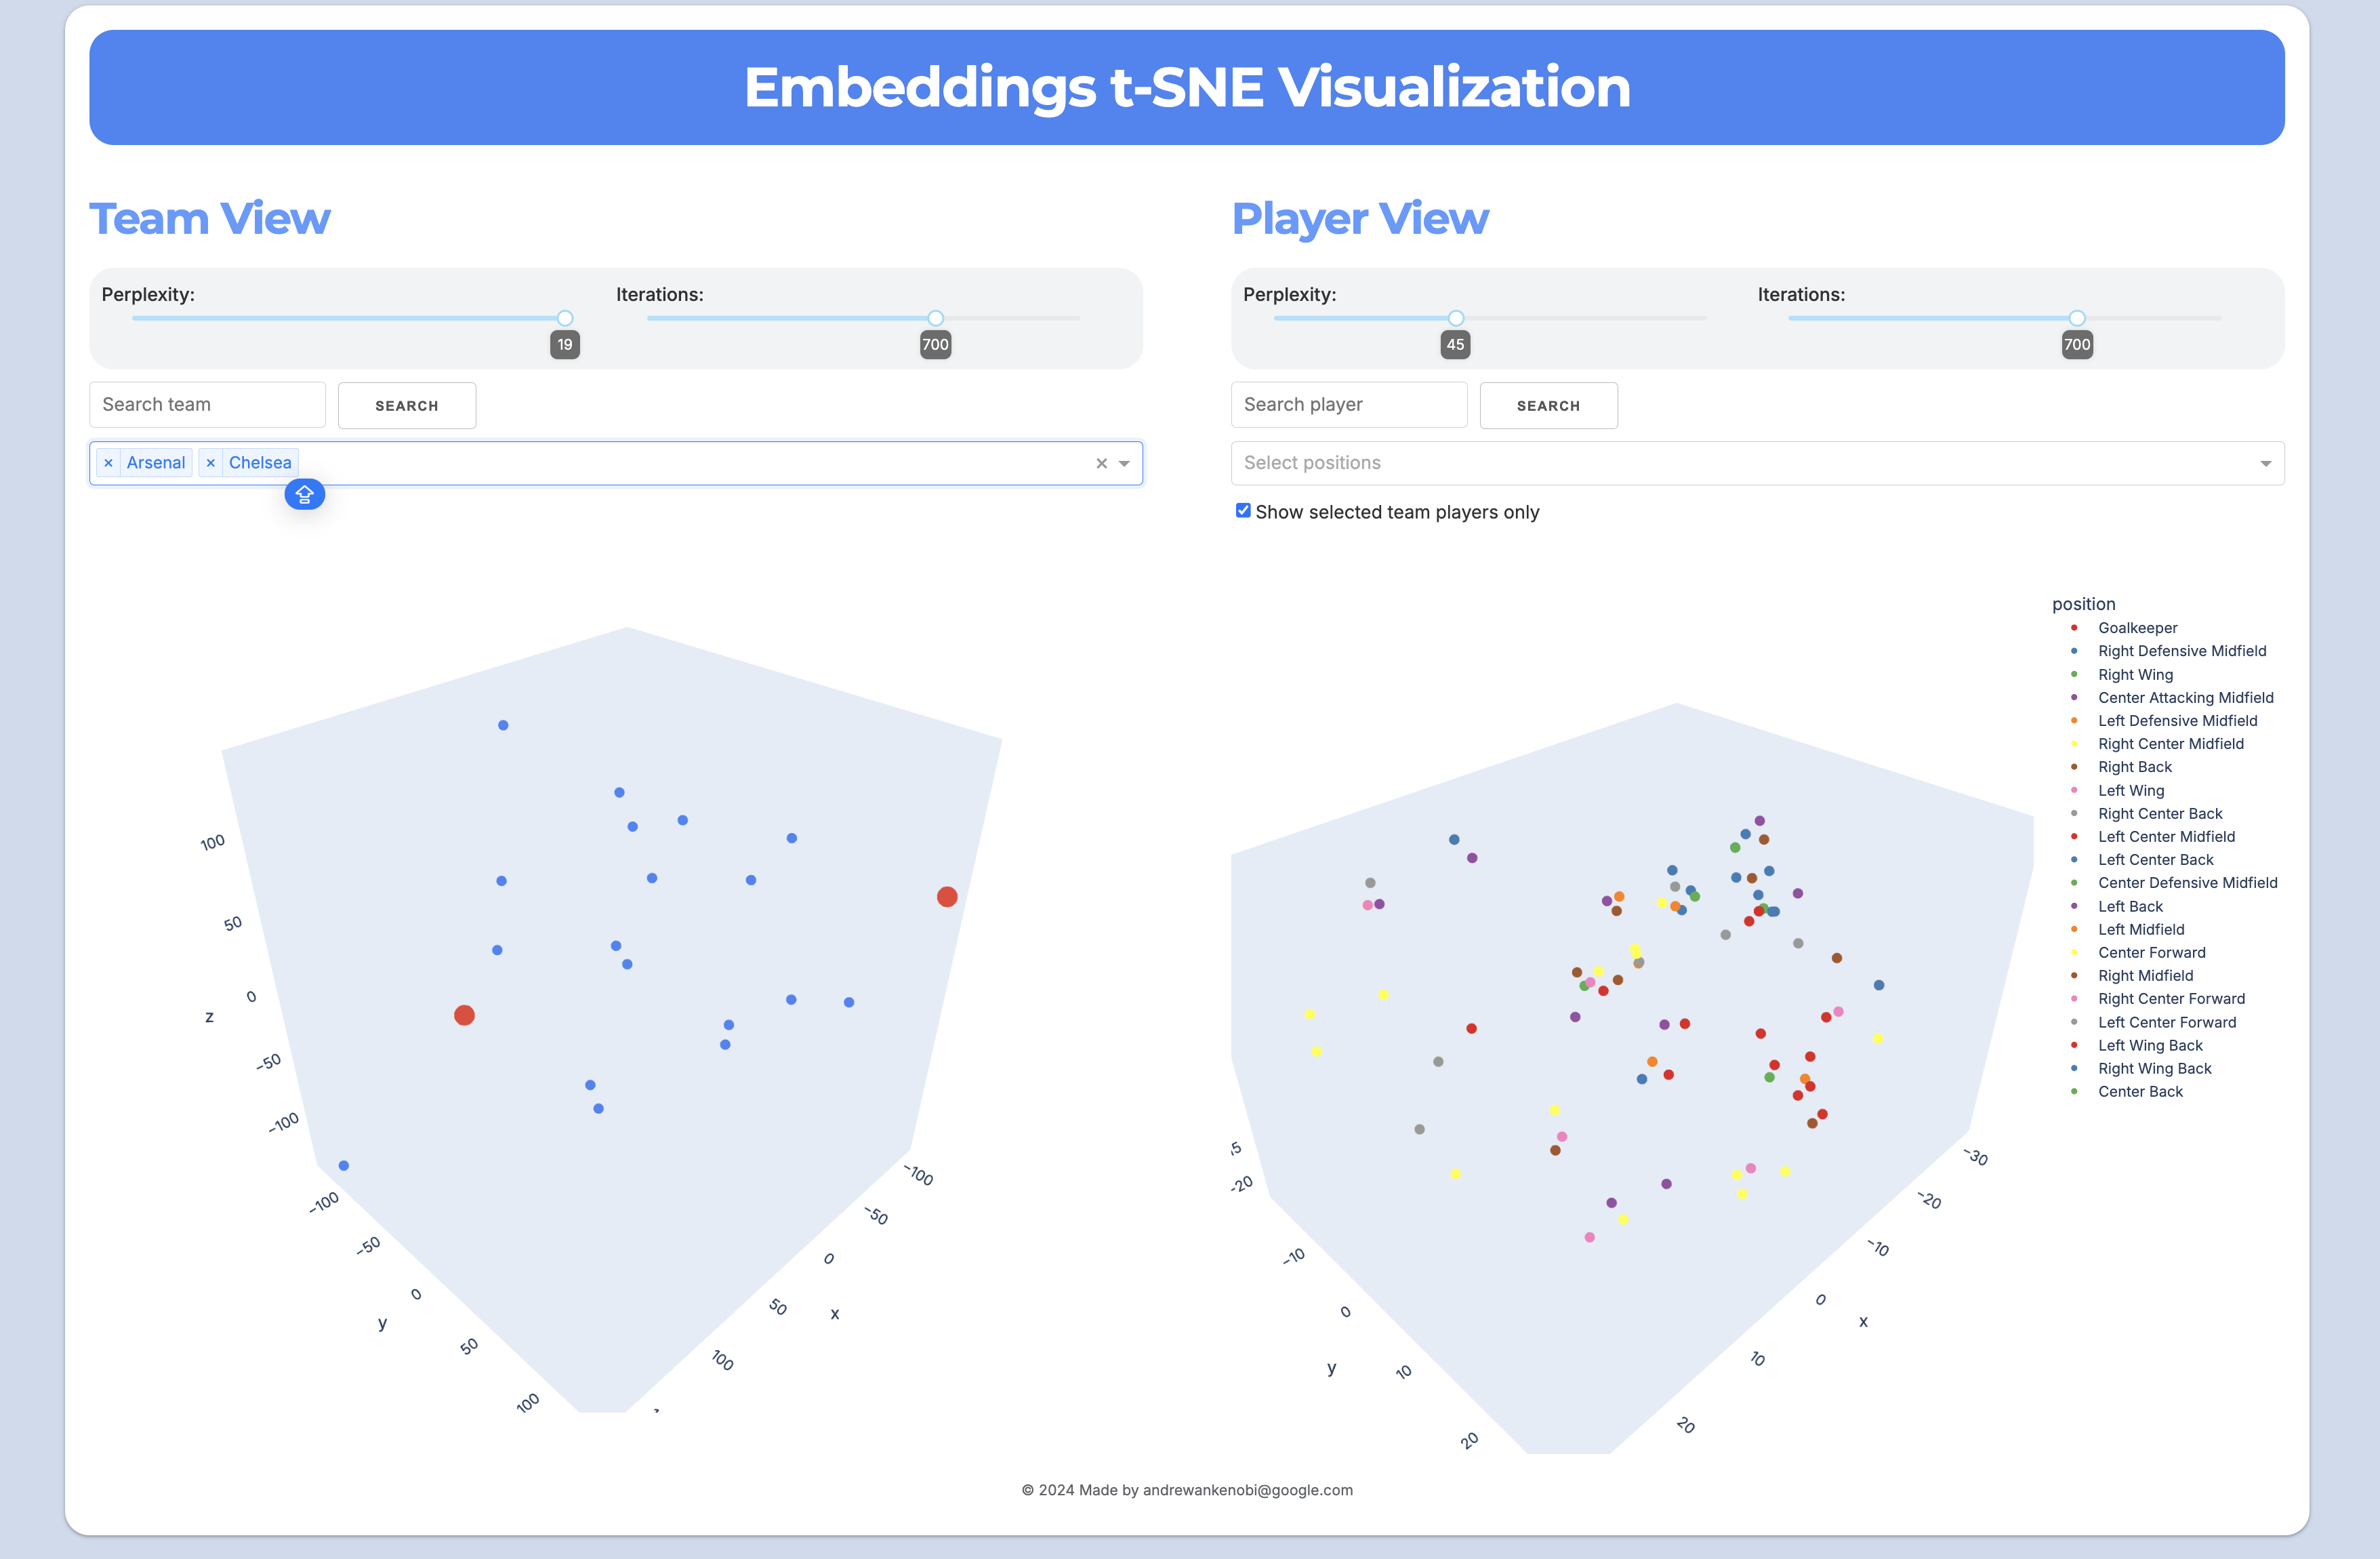 Embeddings t-SNE Visualization
Team View
Perplexity:
19
Iterations:
700
Search team
SEARCH
× Arsenal × Chelsea
100
50
0
z
−50
−100
−100
−50
0
y
50
100
−100
−50
0
50
x
100
Player View
Perplexity:
45
Iterations:
700
Search player
SEARCH
Select positions
Show selected team players only
position
Goalkeeper
Right Defensive Midfield
Right Wing
Center Attacking Midfield
Left Defensive Midfield
Right Center Midfield
Right Back
Left Wing
Right Center Back
Left Center Midfield
Left Center Back
Center Defensive Midfield
Left Back
Left Midfield
Center Forward
Right Midfield
Right Center Forward
Left Center Forward
Left Wing Back
Right Wing Back
Center Back
−20
−10
0
y
10
20
−30
−20
−10
0
x
10
20
© 2024 Made by andrewankenobi@google.com